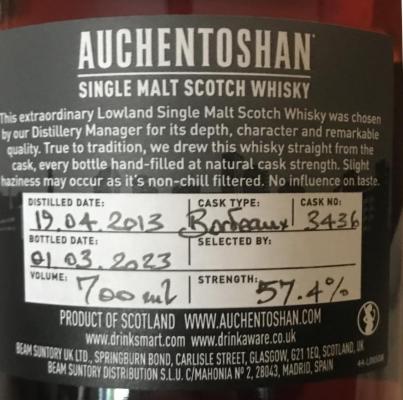 AUCHENTOSHAN
SINGLE MALT SCOTCH WHISKY
This extraordinary Lowland Single Malt Scotch Whisky was chosen
by our Distillery Manager for its depth, character and remarkable
quality. True to tradition, we drew this whisky straight from the
cask, every bottle hand-filled at natural cask strength. Slight
haziness may occur as it's non-chill filtered. No influence on taste.
DISTILLED DATE: CASK TYPE: CASK NO:
19.04.2013 Bordeaux 3436
BOTTLED DATE: SELECTED BY:
01.03.2023
VOLUME: 700ml STRENGTH: 57.4%
PRODUCT OF SCOTLAND WWW.AUCHENTOSHAN.COM
www.drinksmart.com www.drinkaware.co.uk
BEAM SUNTORY UK LTD., SPRINGBURN BOND, CARLISLE STREET, GLASGOW, G21 1EQ, SCOTLAND, UK
BEAM SUNTORY DISTRIBUTION S.L.U. C/MAHONIA Nº 2, 28043, MADRID, SPAIN